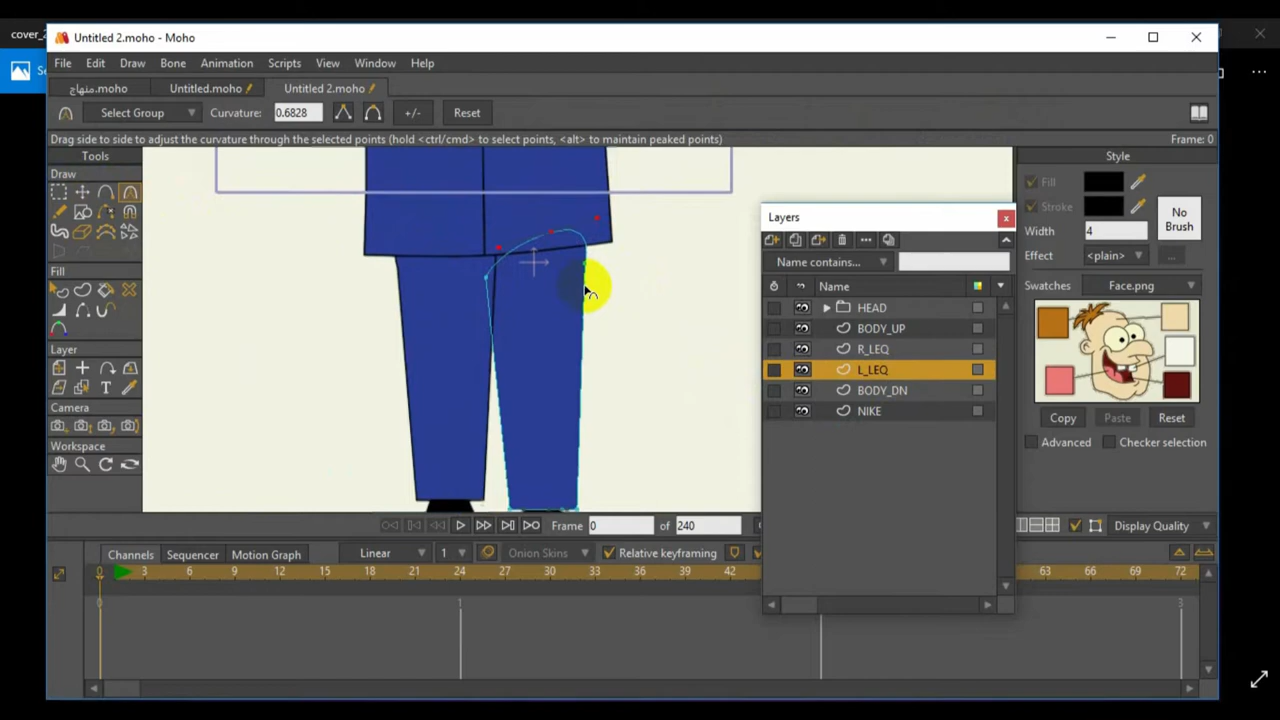 cover_2
Untitled 2.moho - Moho
File Edit Draw Bone Animation Scripts View Window Help
منهاج.moho Untitled.moho Untitled 2.moho
Select Group Curvature: 0.6828 +/- Reset
Drag side to side to adjust the curvature through the selected points (hold <ctrl/cmd> to select points, <alt> to maintain peaked points) Frame: 0
Tools
Draw
Fill
Layer
Camera
Workspace
Style
Fill
Stroke
No Brush
Width 4
Effect <plain> ...
Swatches Face.png
Copy Paste Reset
Advanced Checker selection
Layers
Name contains...
Name
HEAD
BODY_UP
R_LEQ
L_LEQ
BODY_DN
NIKE
Frame 0 of 240 Display Quality
Channels Sequencer Motion Graph Linear 1 Onion Skins Relative keyframing
0 3 6 9 12 15 18 21 24 27 30 33 36 39 42 63 66 69 72
0 1 3